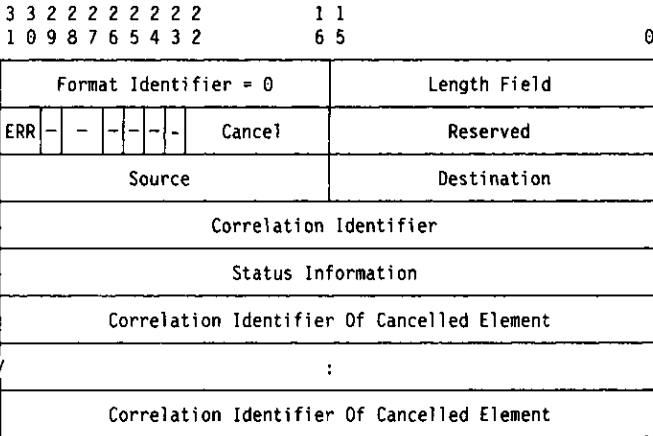 3 3 2 2 2 2 2 2 2 2 1 1
1 0 9 8 7 6 5 4 3 2 6 5 0
Format Identifier = 0 Length Field
ERR - - - - - - Cancel Reserved
Source Destination
Correlation Identifier
Status Information
Correlation Identifier Of Cancelled Element
:
Correlation Identifier Of Cancelled Element